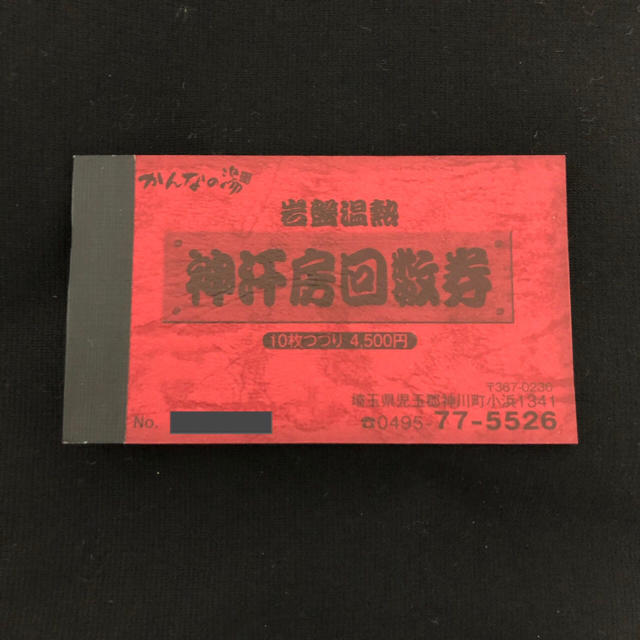 かんなの湯
岩盤温熱
神汗房回数券
10枚つづり 4,500円
〒367-0236
埼玉県児玉郡神川町小浜1341
No.
☎0495-77-5526